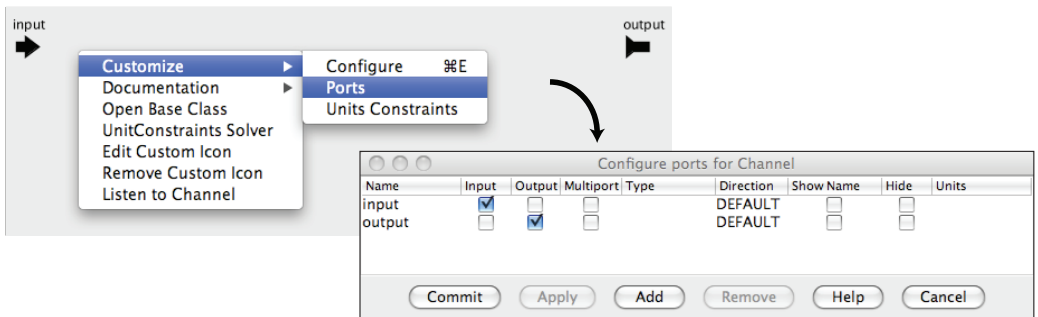 input
output
Customize
Documentation
Open Base Class
UnitConstraints Solver
Edit Custom Icon
Remove Custom Icon
Listen to Channel
Configure ⌘E
Ports
Units Constraints
Configure ports for Channel
Name Input Output Multiport Type Direction Show Name Hide Units
input DEFAULT
output DEFAULT
Commit Apply Add Remove Help Cancel